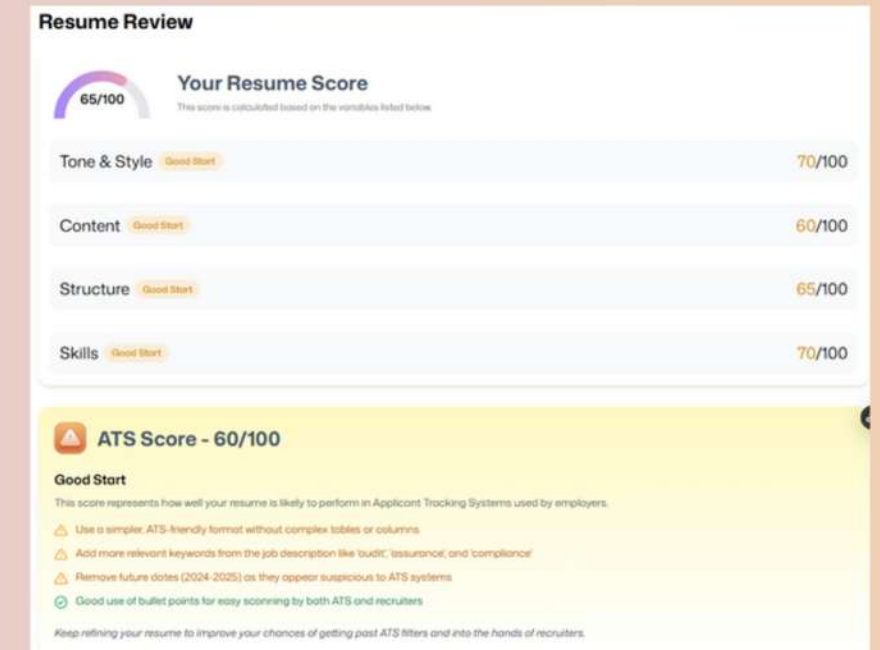 Resume Review
65/100
Your Resume Score
This score is calculated based on the variables listed below.
Tone & Style Good Start 70/100
Content Good Start 60/100
Structure Good Start 65/100
Skills Good Start 70/100
ATS Score - 60/100
Good Start
This score represents how well your resume is likely to perform in Applicant Tracking Systems used by employers.
Use a simpler, ATS-friendly format without complex tables or columns
Add more relevant keywords from the job description like 'audit', 'assurance', and 'compliance'
Remove future dates (2024-2025) as they appear suspicious to ATS systems
Good use of bullet points for easy scanning by both ATS and recruiters
Keep refining your resume to improve your chances of getting past ATS filters and into the hands of recruiters.